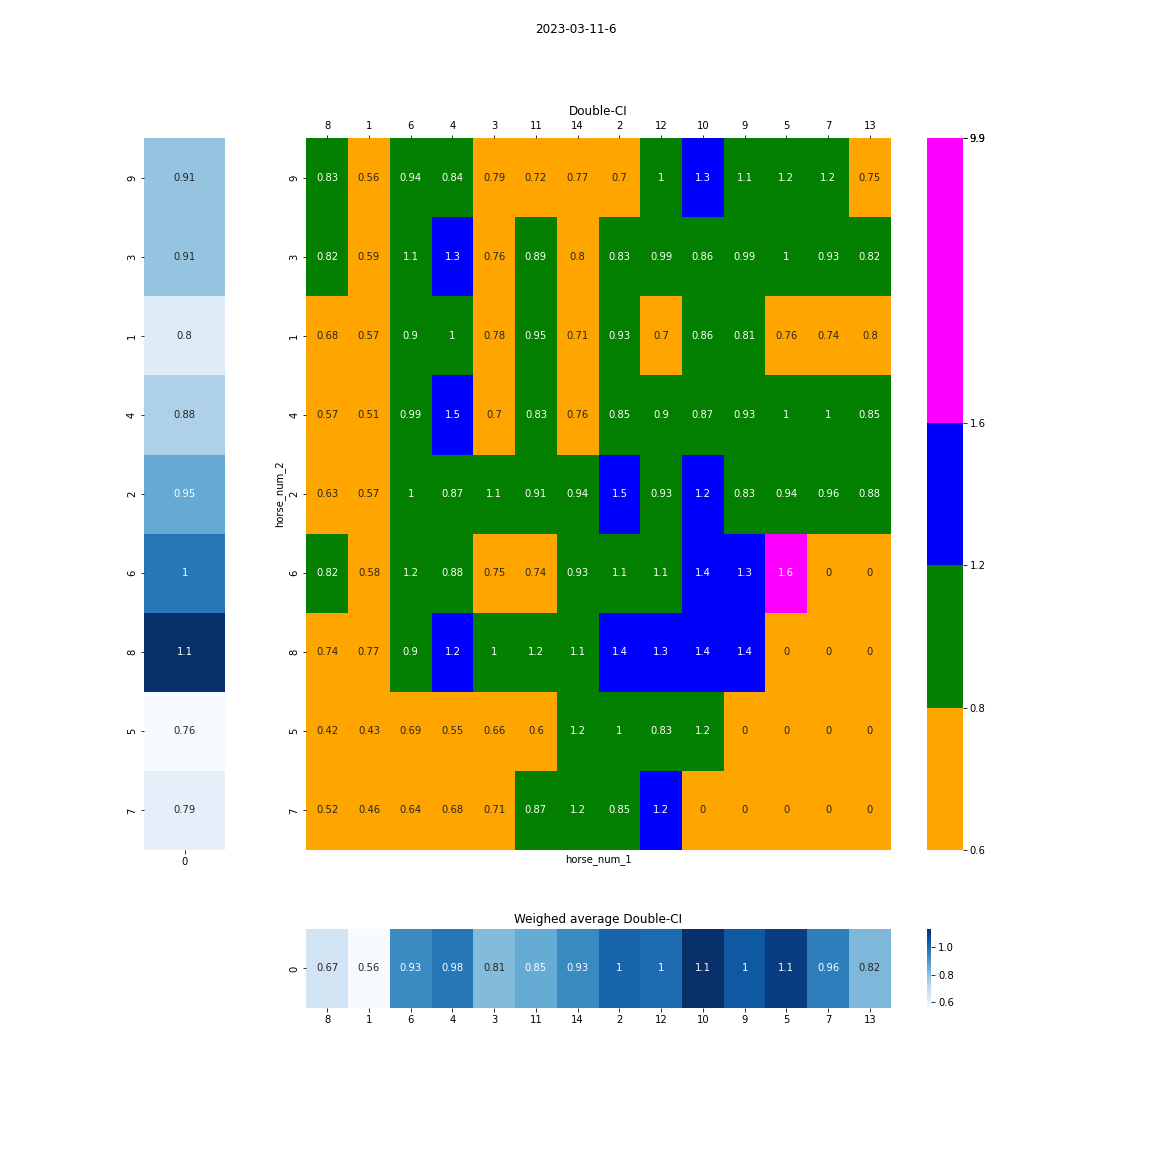 2023-03-11-6
Double-CI
8 1 6 4 3 11 14 2 12 10 9 5 7 13
9 0.91 9 0.83 0.56 0.94 0.84 0.79 0.72 0.77 0.7 1 1.3 1.1 1.2 1.2 0.75 9.9
3 0.91 3 0.82 0.59 1.1 1.3 0.76 0.89 0.8 0.83 0.99 0.86 0.99 1 0.93 0.82
1 0.8 1 0.68 0.57 0.9 1 0.78 0.95 0.71 0.93 0.7 0.86 0.81 0.76 0.74 0.8
4 0.88 4 0.57 0.51 0.99 1.5 0.7 0.83 0.76 0.85 0.9 0.87 0.93 1 1 0.85 1.6
2 0.95 horse_num_2 2 0.63 0.57 1 0.87 1.1 0.91 0.94 1.5 0.93 1.2 0.83 0.94 0.96 0.88
6 1 6 0.82 0.58 1.2 0.88 0.75 0.74 0.93 1.1 1.1 1.4 1.3 1.6 0 0 1.2
8 1.1 8 0.74 0.77 0.9 1.2 1 1.2 1.1 1.4 1.3 1.4 1.4 0 0 0
5 0.76 5 0.42 0.43 0.69 0.55 0.66 0.6 1.2 1 0.83 1.2 0 0 0 0 0.8
7 0.79 7 0.52 0.46 0.64 0.68 0.71 0.87 1.2 0.85 1.2 0 0 0 0 0
0 horse_num_1 0.6
Weighed average Double-CI
0 0.67 0.56 0.93 0.98 0.81 0.85 0.93 1 1 1.1 1 1.1 0.96 0.82 1.0 0.8 0.6
8 1 6 4 3 11 14 2 12 10 9 5 7 13